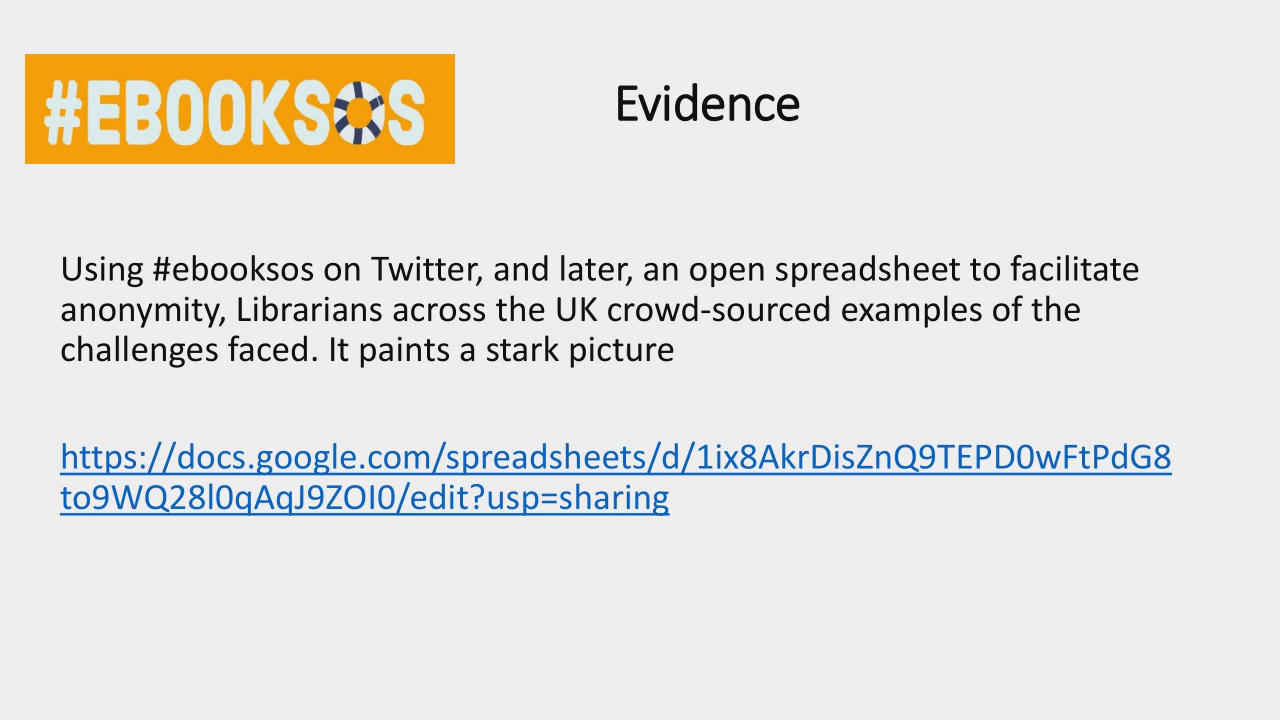 #EBOOKSOS
Evidence
Using #ebooksos on Twitter, and later, an open spreadsheet to facilitate
anonymity, Librarians across the UK crowd-sourced examples of the
challenges faced. It paints a stark picture
https://docs.google.com/spreadsheets/d/1ix8AkrDisZnQ9TEPD0wFtPdG8
to9WQ28l0qAqJ9ZOI0/edit?usp=sharing